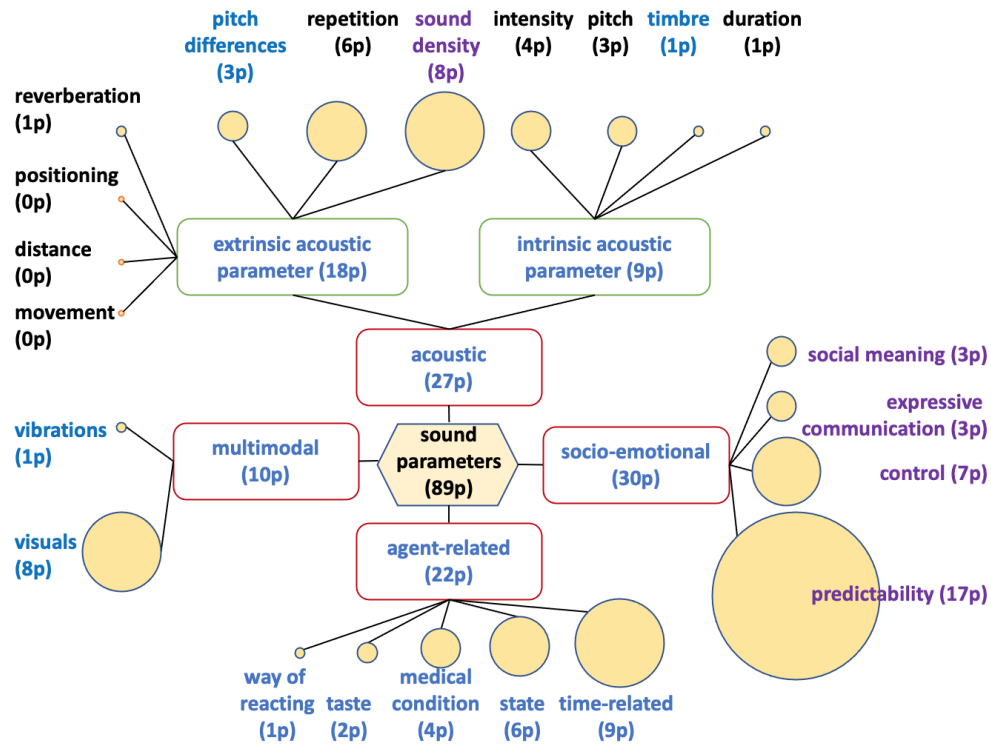 pitch
differences
(3p)
repetition
(6p)
sound
density
(8p)
intensity
(4p)
pitch
(3p)
timbre
(1p)
duration
(1p)
reverberation
(1p)
positioning
(0p)
distance
(0p)
movement
(0p)
extrinsic acoustic
parameter (18p)
intrinsic acoustic
parameter (9p)
acoustic
(27p)
social meaning (3p)
expressive
communication (3p)
control (7p)
predictability (17p)
vibrations
(1p)
visuals
(8p)
multimodal
(10p)
sound
parameters
(89p)
socio-emotional
(30p)
agent-related
(22p)
way of
reacting
(1p)
taste
(2p)
medical
condition
(4p)
state
(6p)
time-related
(9p)